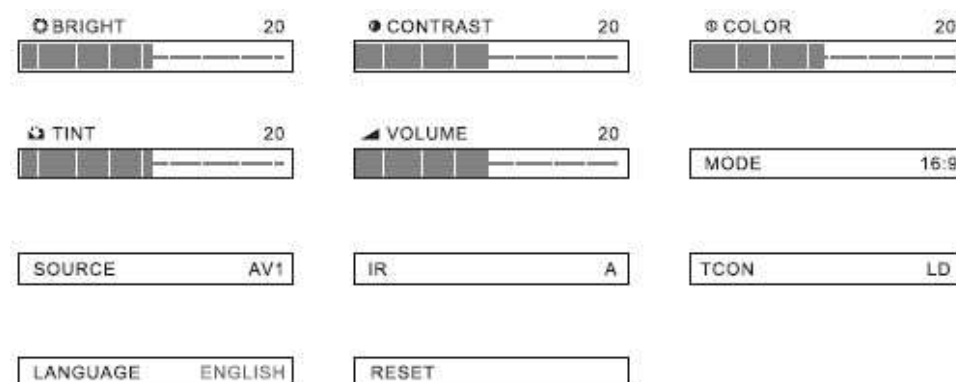 BRIGHT 20 CONTRAST 20 COLOR 20
TINT 20 VOLUME 20
MODE 16:9
SOURCE AV1 IR A TCON LD
LANGUAGE ENGLISH RESET